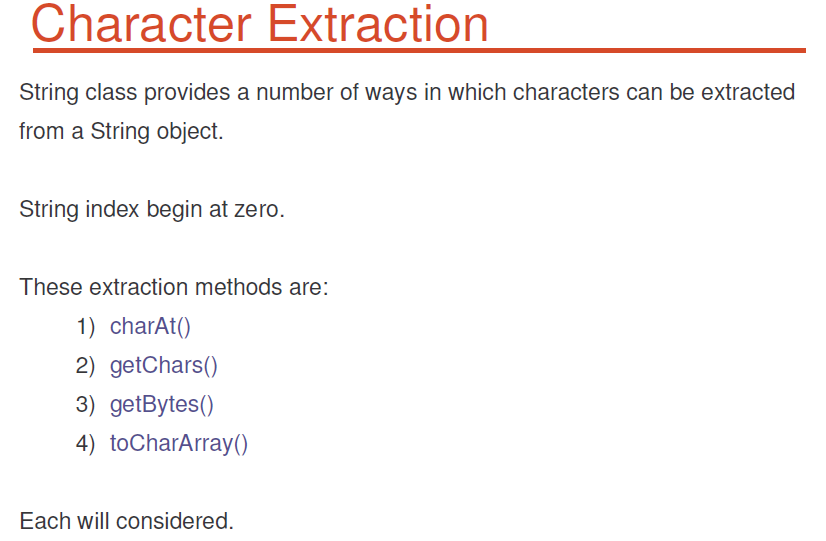 Character Extraction
String class provides a number of ways in which characters can be extracted
from a String object.
String index begin at zero.
These extraction methods are:
1) charAt()
2) getChars()
3) getBytes()
4) toCharArray()
Each will considered.